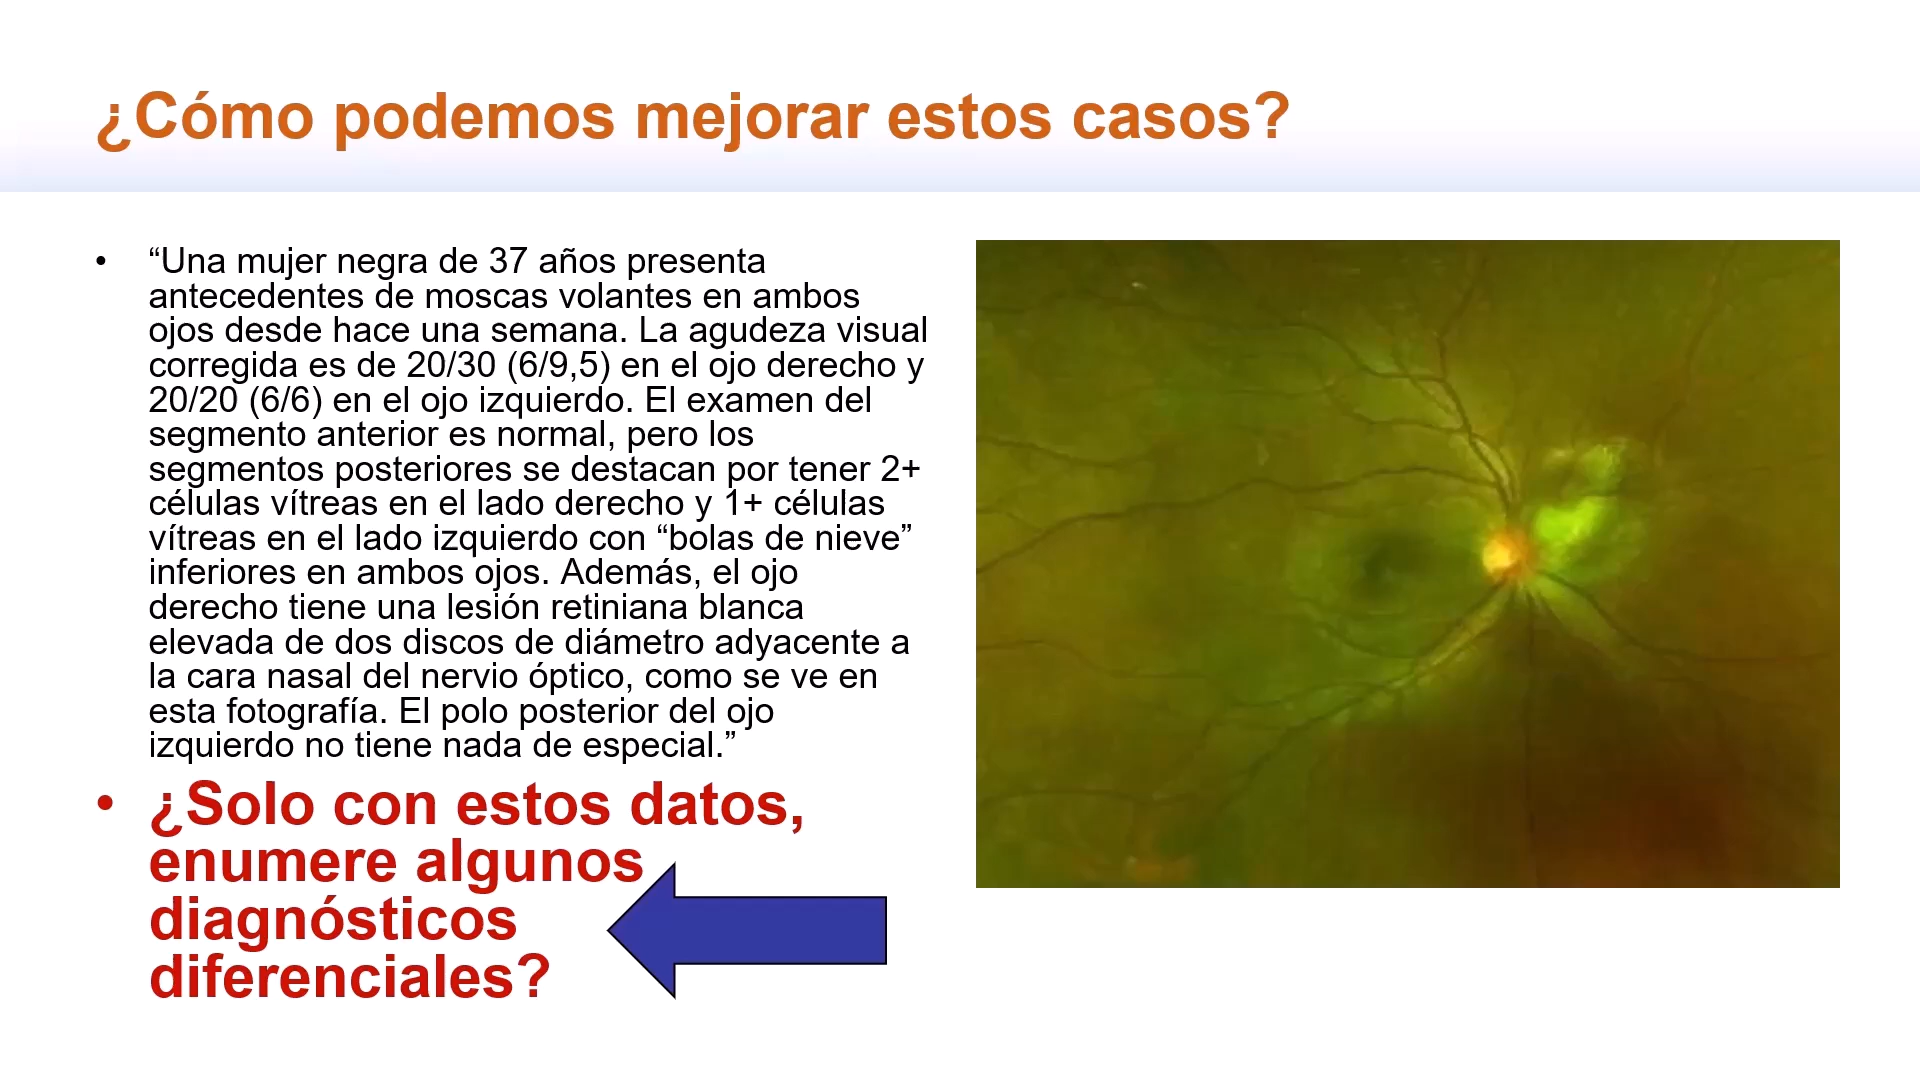 ¿Cómo podemos mejorar estos casos?
• “Una mujer negra de 37 años presenta
antecedentes de moscas volantes en ambos
ojos desde hace una semana. La agudeza visual
corregida es de 20/30 (6/9,5) en el ojo derecho y
20/20 (6/6) en el ojo izquierdo. El examen del
segmento anterior es normal, pero los
segmentos posteriores se destacan por tener 2+
células vítreas en el lado derecho y 1+ células
vítreas en el lado izquierdo con “bolas de nieve”
inferiores en ambos ojos. Además, el ojo
derecho tiene una lesión retiniana blanca
elevada de dos discos de diámetro adyacente a
la cara nasal del nervio óptico, como se ve en
esta fotografía. El polo posterior del ojo
izquierdo no tiene nada de especial.”
• ¿Solo con estos datos,
enumere algunos
diagnósticos
diferenciales?